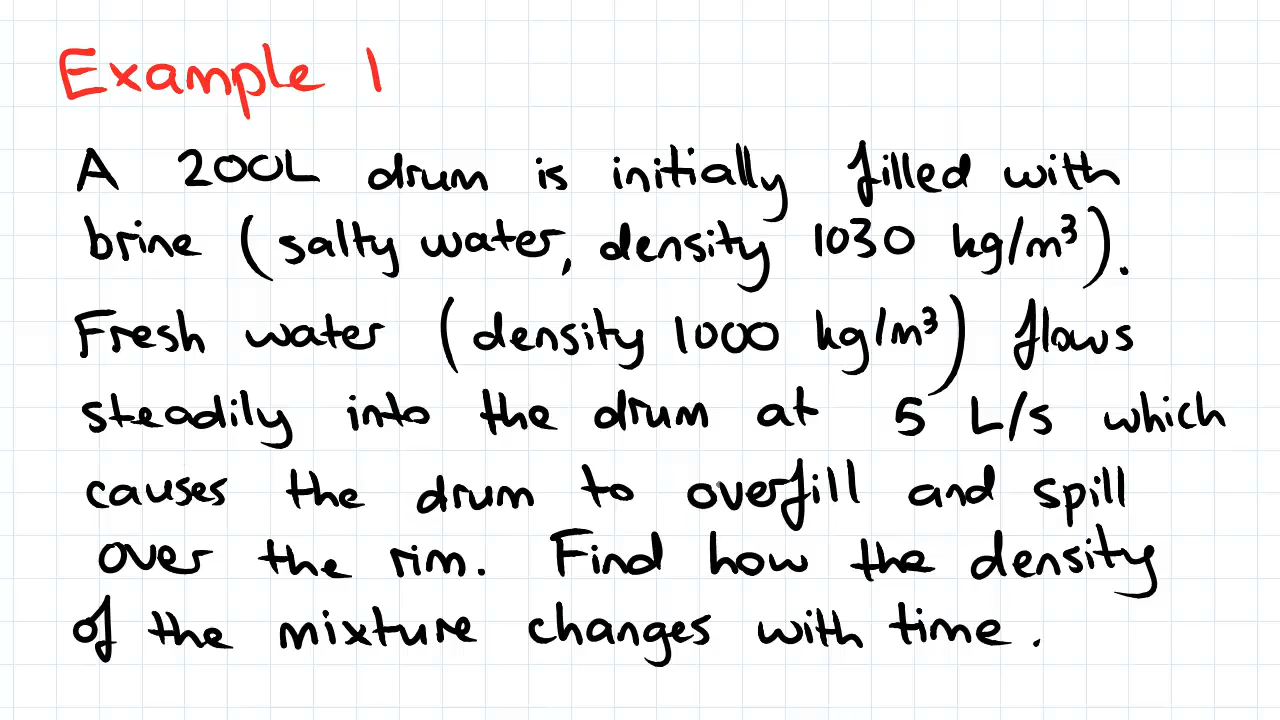 Example 1
A 200L drum is initially filled with
brine (salty water, density 1030 kg/m³).
Fresh water (density 1000 kg/m³) flows
steadily into the drum at 5 L/s which
causes the drum to overfill and spill
over the rim. Find how the density
of the mixture changes with time.